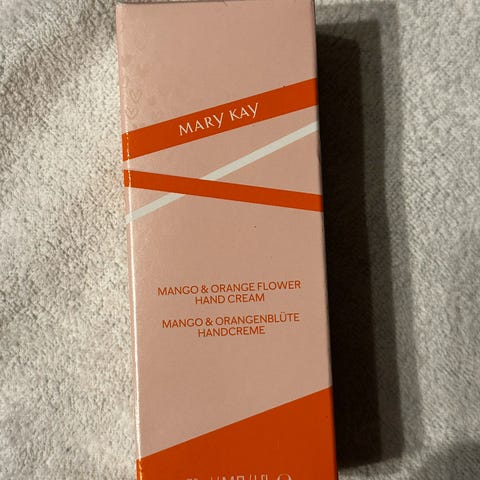 MARY KAY
MANGO & ORANGE FLOWER
HAND CREAM
MANGO & ORANGENBLÜTE
HANDCREME